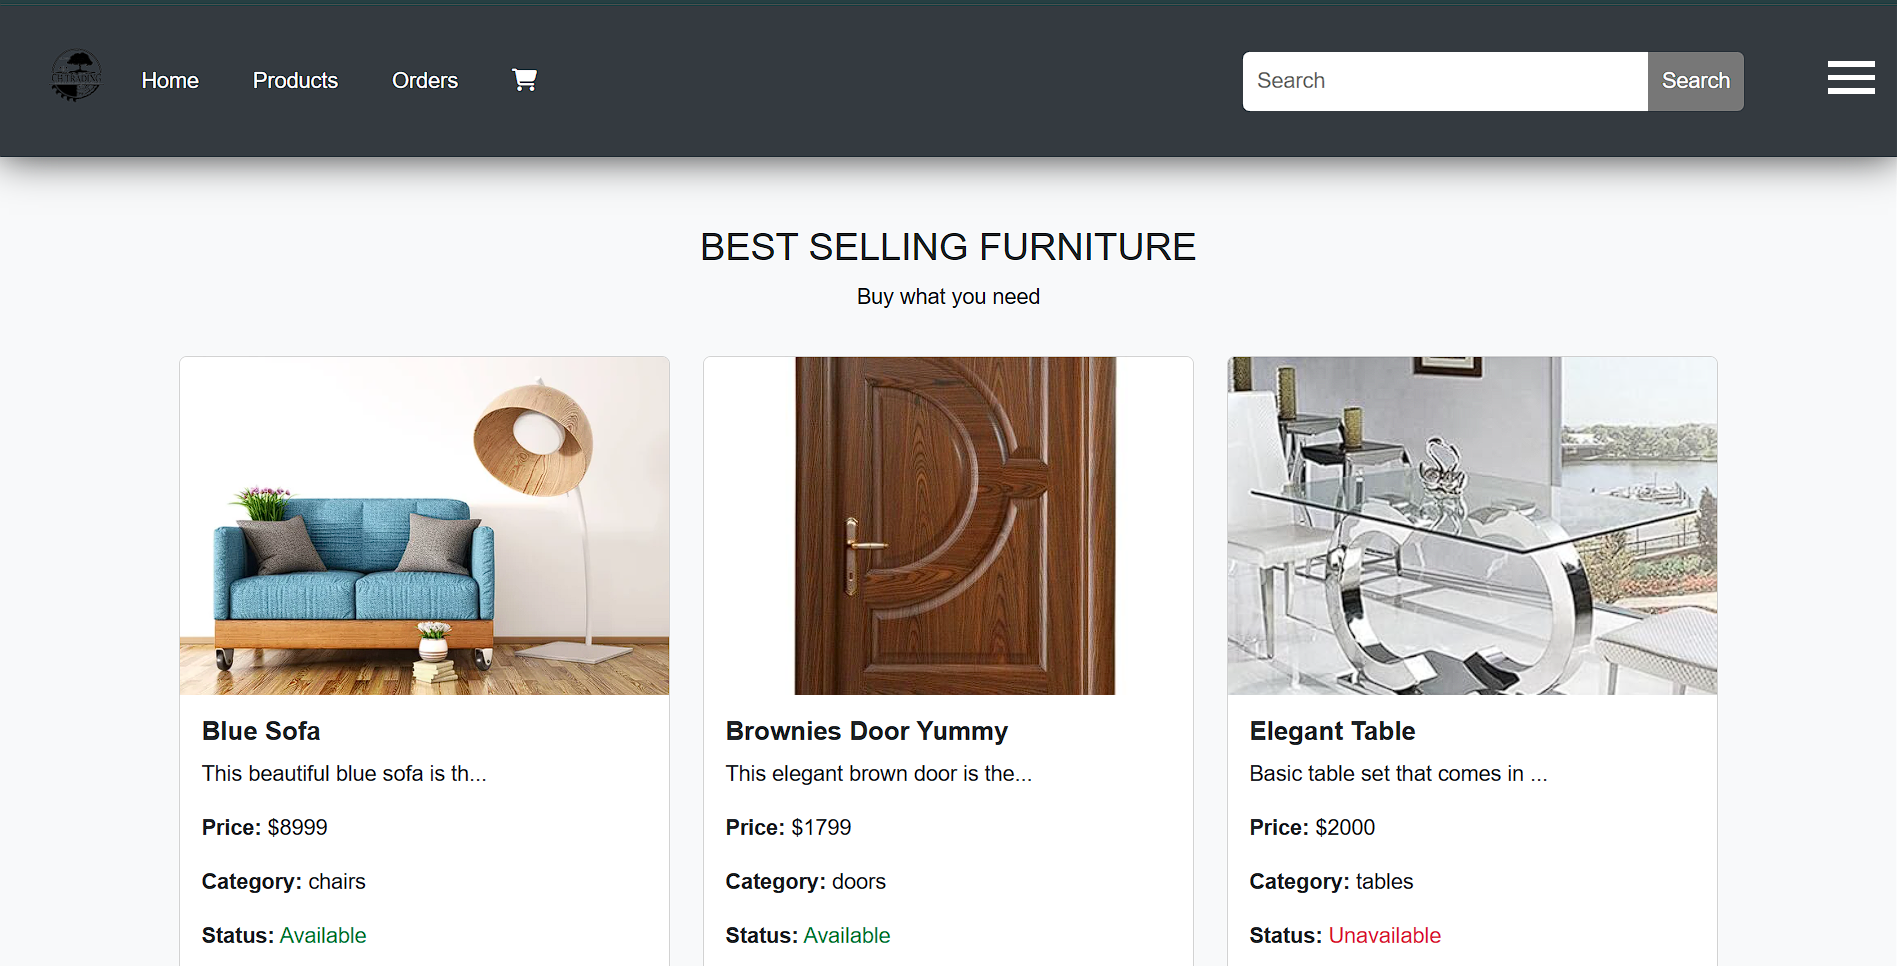 CH TRADING
Home
Products
Orders
Search
Search
BEST SELLING FURNITURE
Buy what you need
Blue Sofa
This beautiful blue sofa is th...
Price: $8999
Category: chairs
Status: Available
Brownies Door Yummy
This elegant brown door is the...
Price: $1799
Category: doors
Status: Available
Elegant Table
Basic table set that comes in ...
Price: $2000
Category: tables
Status: Unavailable